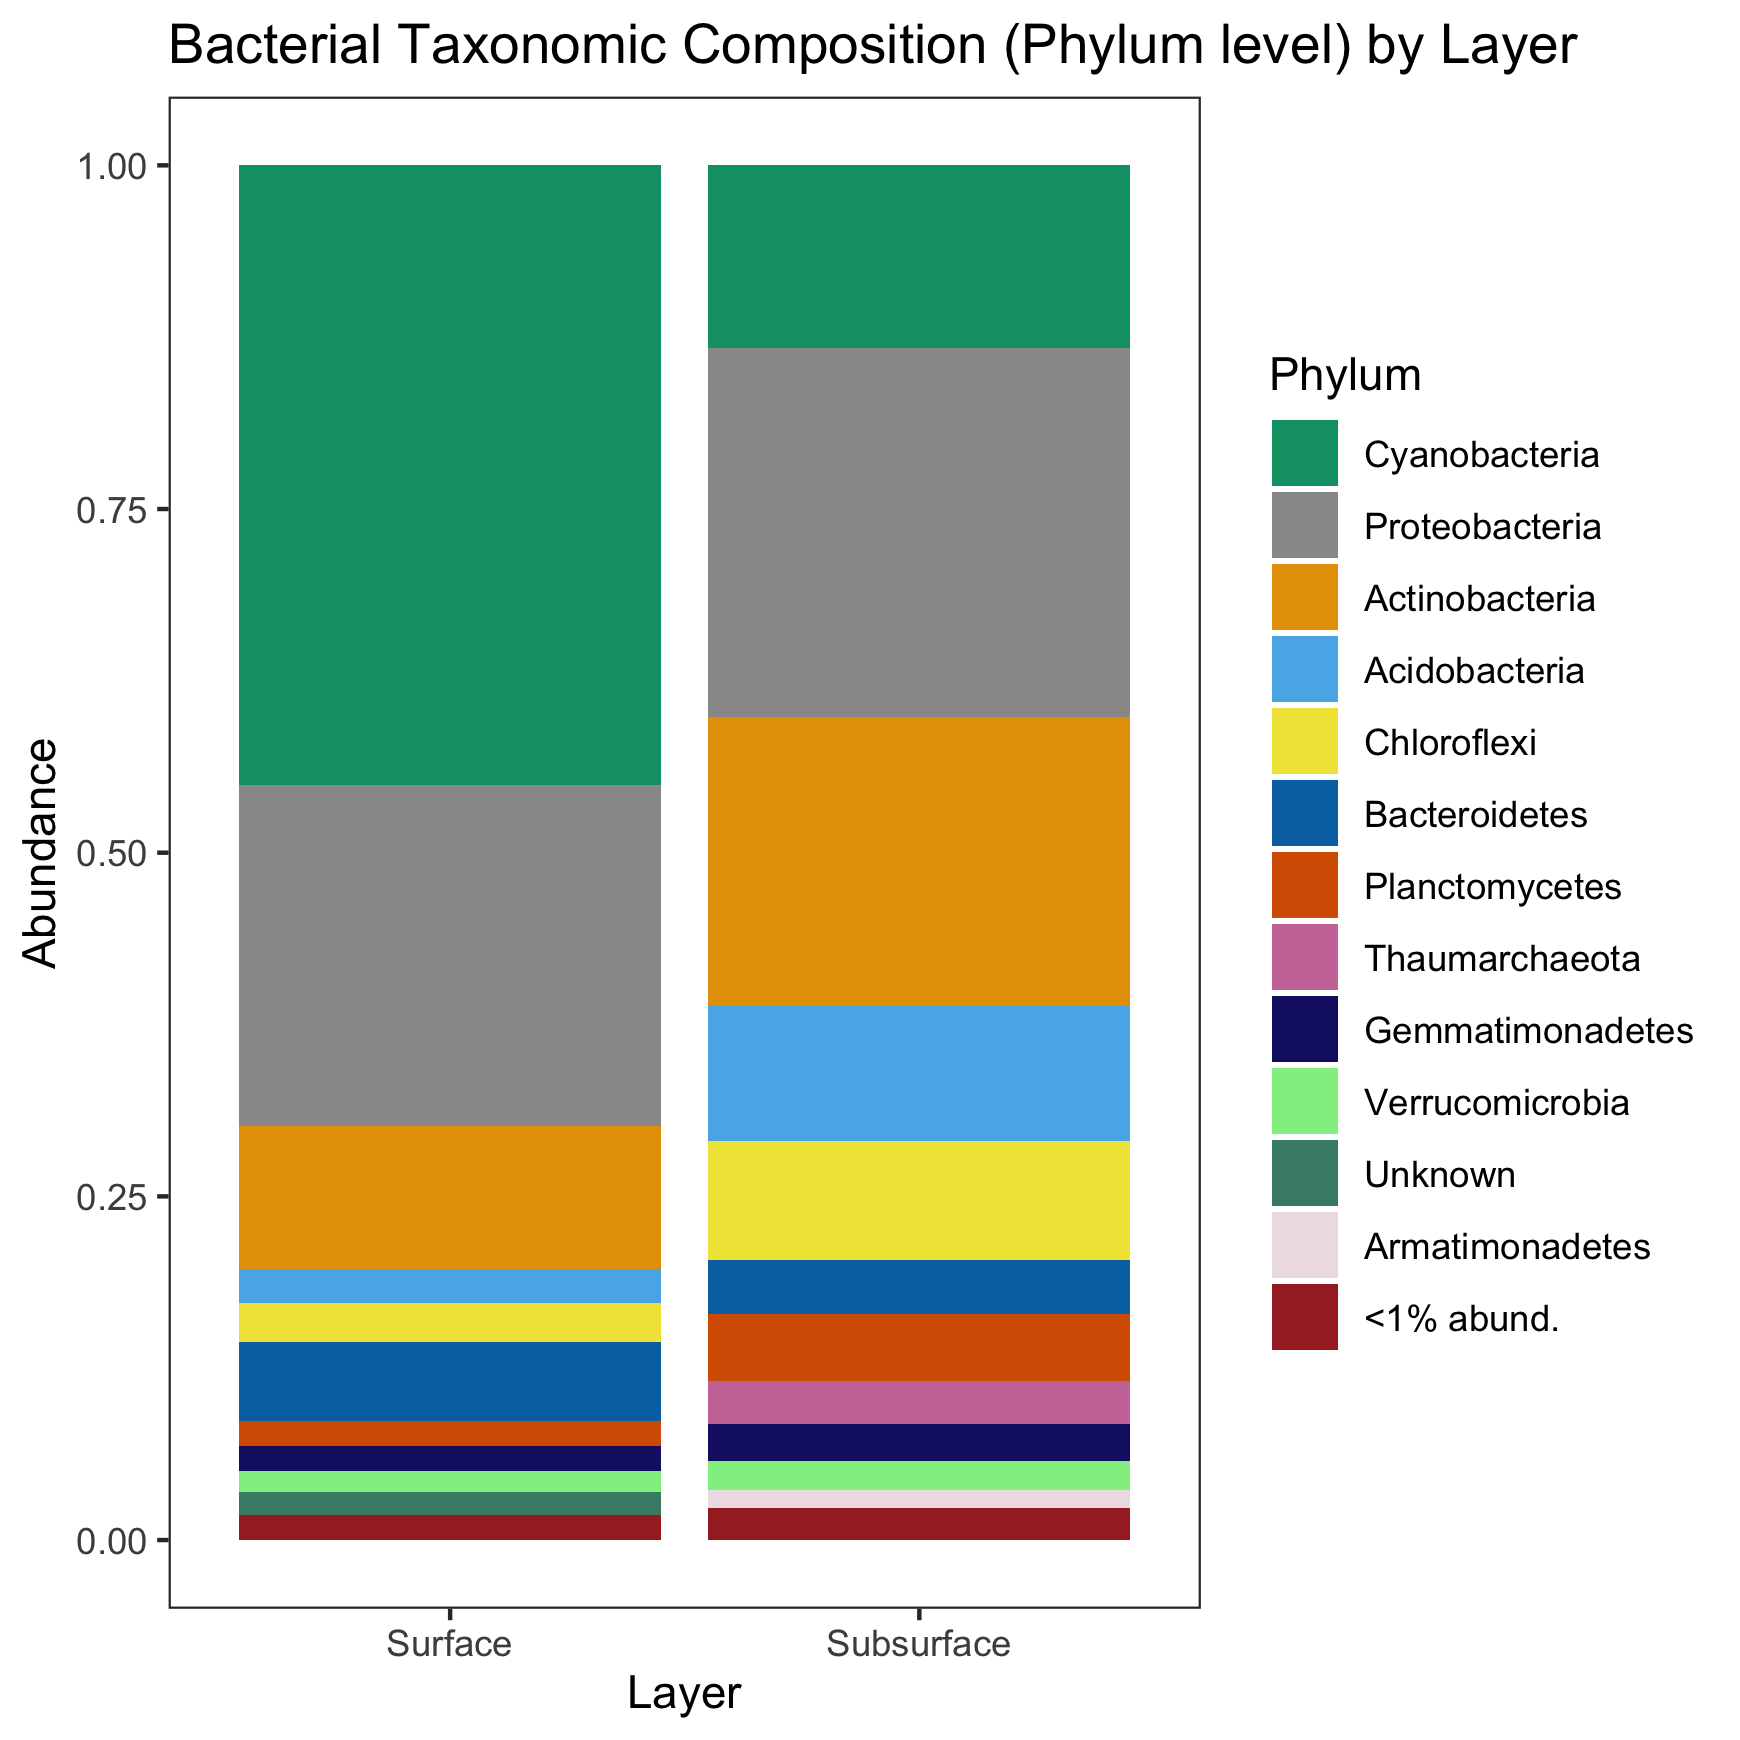 Bacterial Taxonomic Composition (Phylum level) by Layer
Abundance
1.00
0.75
0.50
0.25
0.00
Surface
Subsurface
Layer
Phylum
Cyanobacteria
Proteobacteria
Actinobacteria
Acidobacteria
Chloroflexi
Bacteroidetes
Planctomycetes
Thaumarchaeota
Gemmatimonadetes
Verrucomicrobia
Unknown
Armatimonadetes
<1% abund.